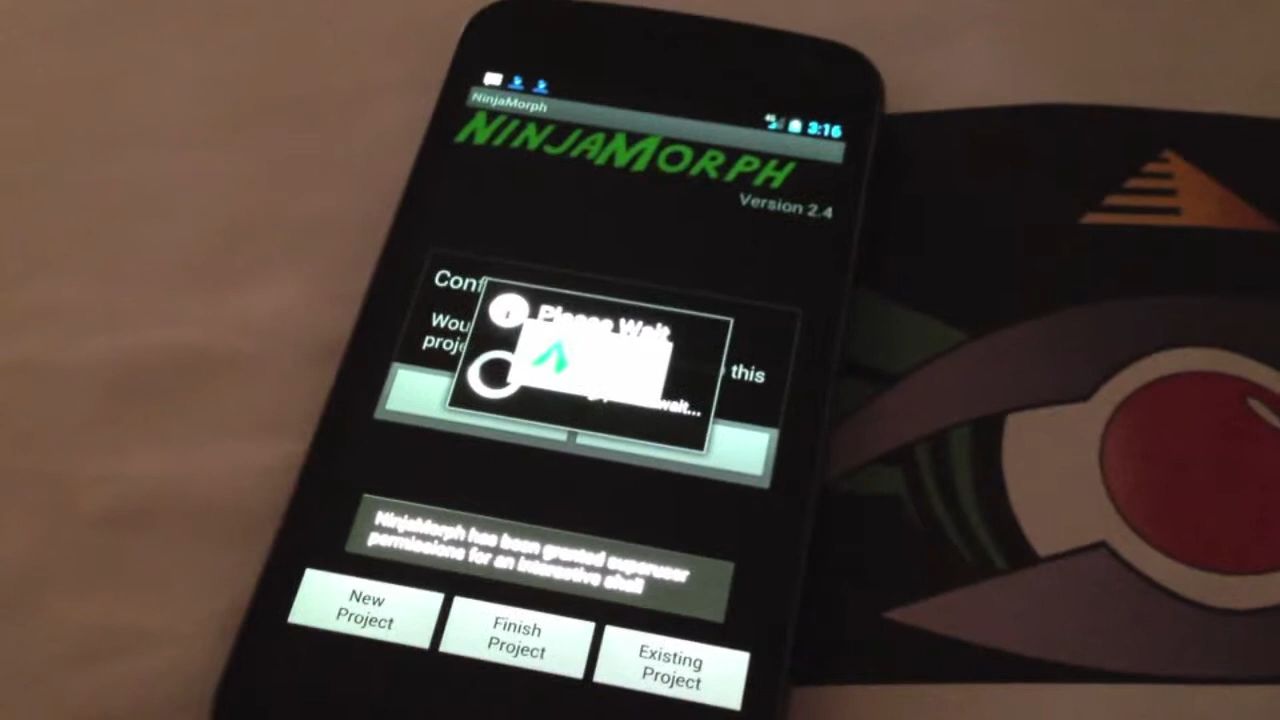 3:16
NinjaMorph
NINJAMORPH
Version 2.4
Conf
Please Wait
Wou
proje this
wait...
NinjaMorph has been granted superuser
permissions for an interactive shell
New
Project
Finish
Project
Existing
Project